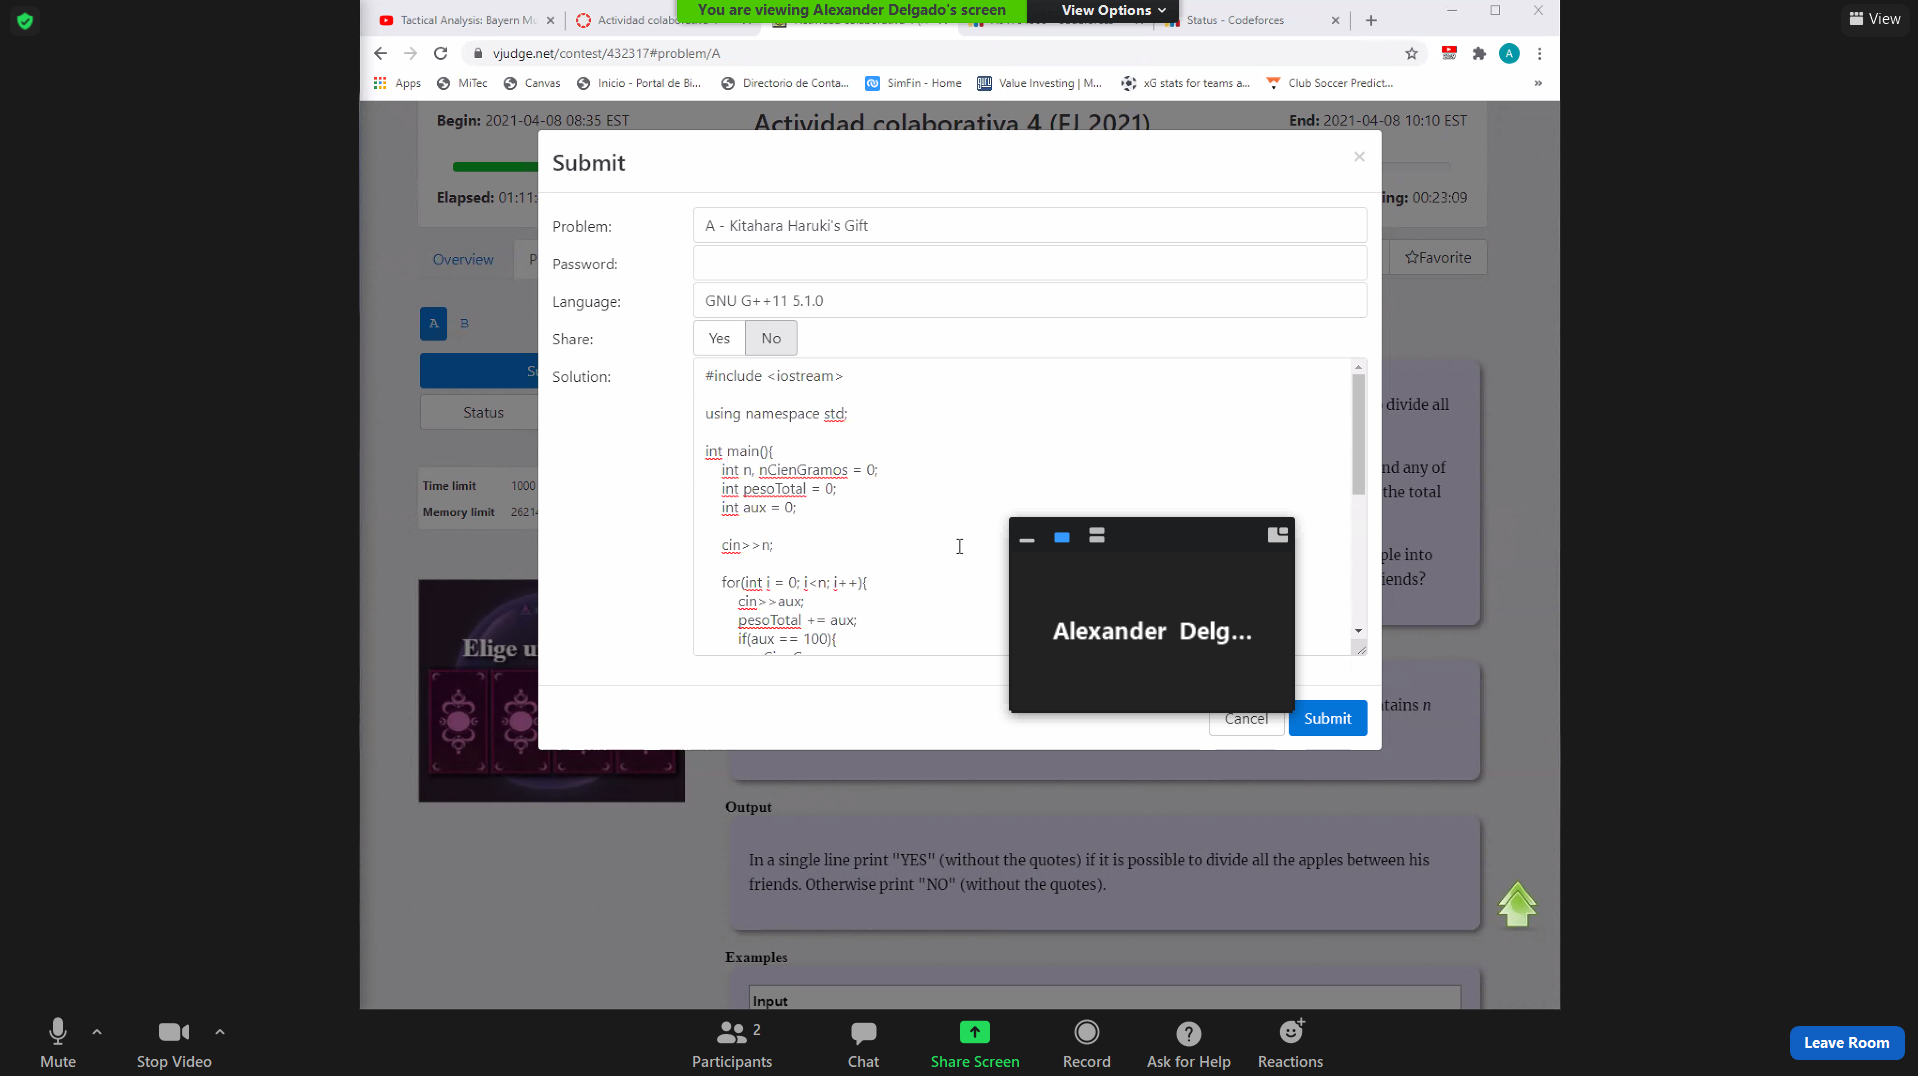 You are viewing Alexander Delgado's screen
View Options
View
Tactical Analysis: Bayern Mu
Actividad colabora
Status - Codeforces
vjudge.net/contest/432317#problem/A
A
Apps
MiTec
Canvas
Inicio - Portal de Bi...
Directorio de Conta...
SimFin - Home
Value Investing | M...
xG stats for teams a...
Club Soccer Predict...
»
Begin: 2021-04-08 08:35 EST
Actividad colaborativa 4 (FJ 2021)
End: 2021-04-08 10:10 EST
Elapsed: 01:11:
ing: 00:23:09
Submit
×
Problem:
A - Kitahara Haruki's Gift
Password:
Language:
GNU G++11 5.1.0
Share:
Yes
No
Solution:
#include <iostream>
using namespace std;
int main(){
int n, nCienGramos = 0;
int pesoTotal = 0;
int aux = 0;
cin>>n;
for(int i = 0; i<n; i++){
cin>>aux;
pesoTotal += aux;
if(aux == 100){
Overview
P
Favorite
A
B
S
Status
Time limit
1000
Memory limit
26214
Elige u
divide all
nd any of
the total
ple into
iends?
ntains n
Alexander Delg...
Cancel
Submit
Output
In a single line print "YES" (without the quotes) if it is possible to divide all the apples between his
friends. Otherwise print "NO" (without the quotes).
Examples
Input
Mute
Stop Video
Participants
2
Chat
Share Screen
Record
Ask for Help
Reactions
Leave Room